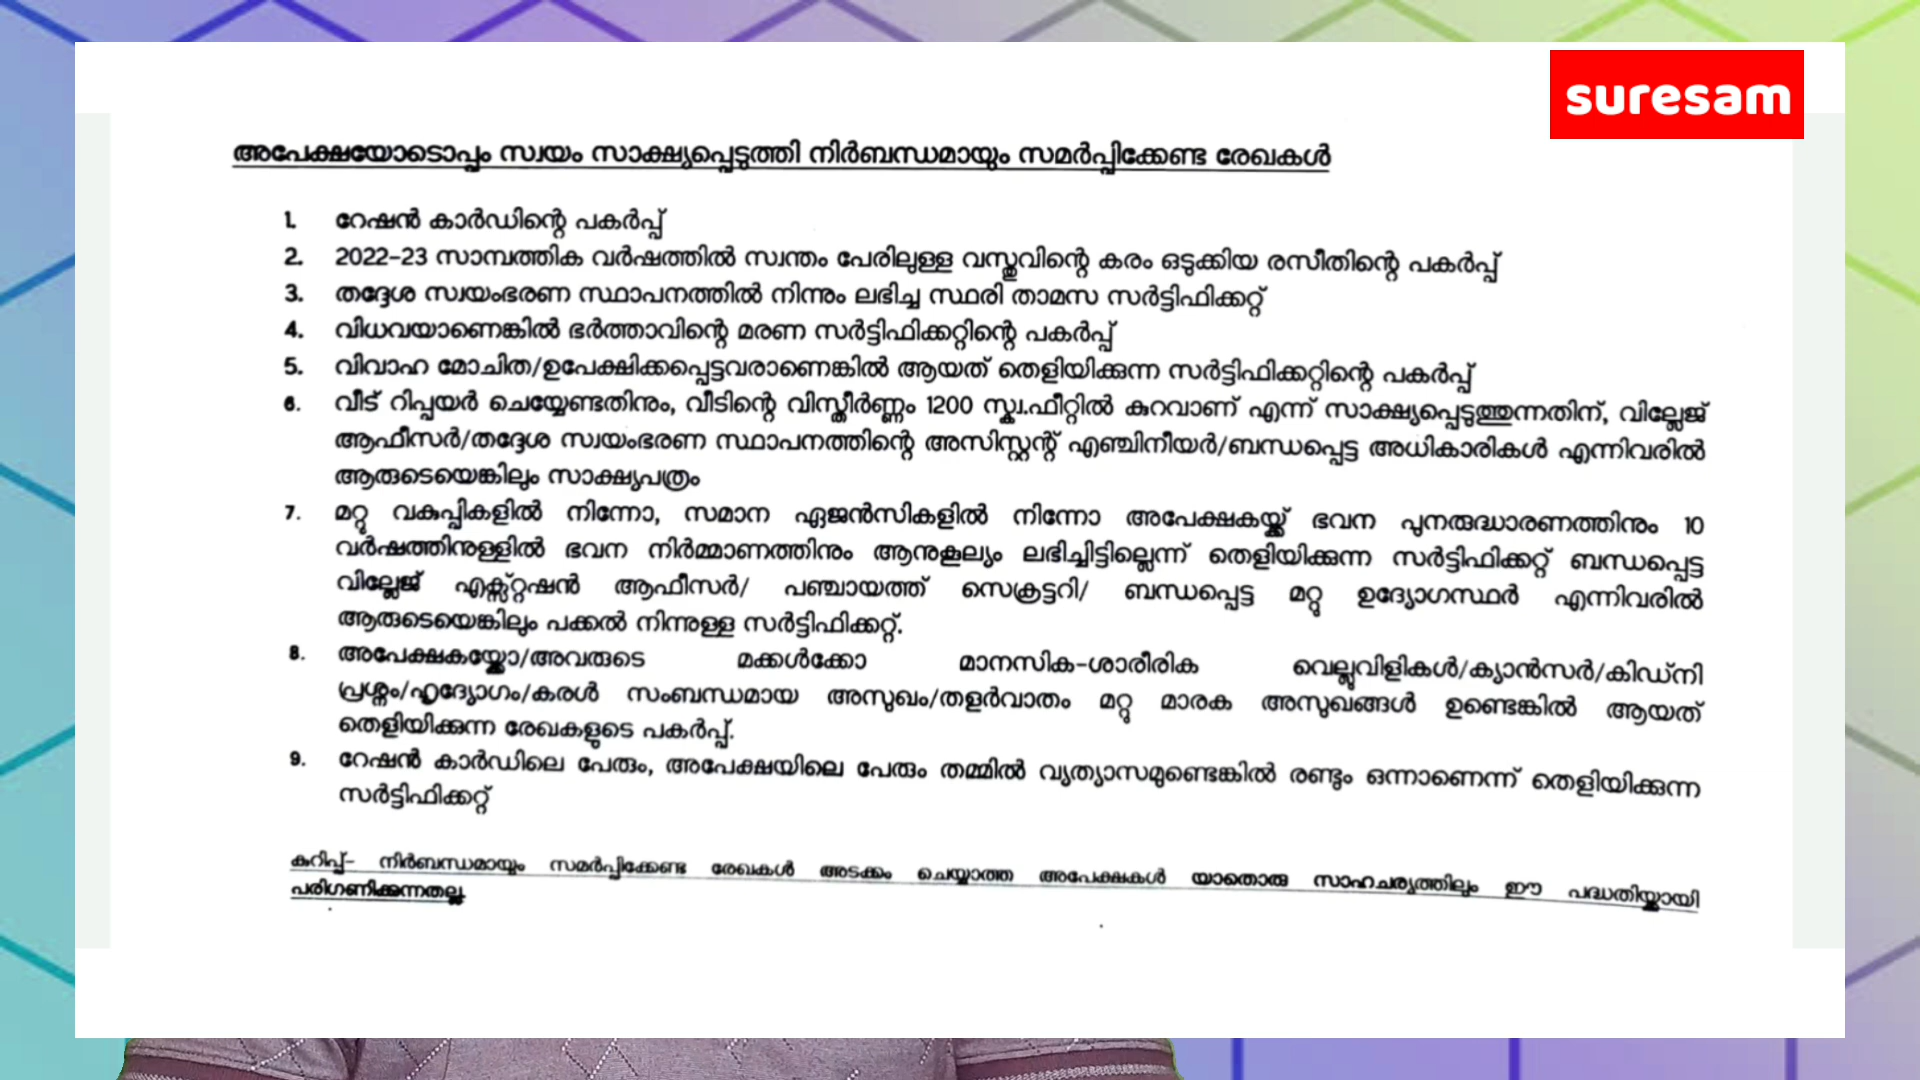 suresam
അപേക്ഷയോടൊപ്പം സ്വയം സാക്ഷ്യപ്പെടുത്തി നിർബന്ധമായും സമർപ്പിക്കേണ്ട രേഖകൾ
1. റേഷൻ കാർഡിന്റെ പകർപ്പ്
2. 2022-23 സാമ്പത്തിക വർഷത്തിൽ സ്വന്തം പേരിലുള്ള വസ്തുവിന്റെ കരം ഒടുക്കിയ രസീതിന്റെ പകർപ്പ്
3. തദ്ദേശ സ്വയംഭരണ സ്ഥാപനത്തിൽ നിന്നും ലഭിച്ച സ്ഥരി താമസ സർട്ടിഫിക്കറ്റ്
4. വിധവയാണെങ്കിൽ ഭർത്താവിന്റെ മരണ സർട്ടിഫിക്കറ്റിന്റെ പകർപ്പ്
5. വിവാഹ മോചിത/ഉപേക്ഷിക്കപ്പെട്ടവരാണെങ്കിൽ ആയത് തെളിയിക്കുന്ന സർട്ടിഫിക്കറ്റിന്റെ പകർപ്പ്
6. വീട് റിപ്പയർ ചെയ്യേണ്ടതിനും, വീടിന്റെ വിസ്തീർണ്ണം 1200 സ്ക്വ.ഫീറ്റിൽ കുറവാണ് എന്ന് സാക്ഷ്യപ്പെടുത്തുന്നതിന്, വില്ലേജ്
ആഫീസർ/തദ്ദേശ സ്വയംഭരണ സ്ഥാപനത്തിന്റെ അസിസ്റ്റന്റ് എഞ്ചിനീയർ/ബന്ധപ്പെട്ട അധികാരികൾ എന്നിവരിൽ
ആരുടെയെങ്കിലും സാക്ഷ്യപത്രം
7. മറ്റു വകുപ്പികളിൽ നിന്നോ, സമാന ഏജൻസികളിൽ നിന്നോ അപേക്ഷകയ്ക്ക് ഭവന പുനരുദ്ധാരണത്തിനും 10
വർഷത്തിനുള്ളിൽ ഭവന നിർമ്മാണത്തിനും ആനുകൂല്യം ലഭിച്ചിട്ടില്ലെന്ന് തെളിയിക്കുന്ന സർട്ടിഫിക്കറ്റ് ബന്ധപ്പെട്ട
വില്ലേജ് എക്സ്റ്റഷൻ ആഫീസർ/ പഞ്ചായത്ത് സെക്രട്ടറി/ ബന്ധപ്പെട്ട മറ്റു ഉദ്യോഗസ്ഥർ എന്നിവരിൽ
ആരുടെയെങ്കിലും പക്കൽ നിന്നുള്ള സർട്ടിഫിക്കറ്റ്.
8. അപേക്ഷകയ്ക്കോ/അവരുടെ മക്കൾക്കോ മാനസിക-ശാരീരിക വെല്ലുവിളികൾ/ക്യാൻസർ/കിഡ്നി
പ്രശ്നം/ഹൃദ്യോഗം/കരൾ സംബന്ധമായ അസുഖം/തളർവാതം മറ്റു മാരക അസുഖങ്ങൾ ഉണ്ടെങ്കിൽ ആയത്
തെളിയിക്കുന്ന രേഖകളുടെ പകർപ്പ്.
9. റേഷൻ കാർഡിലെ പേരും, അപേക്ഷയിലെ പേരും തമ്മിൽ വ്യത്യാസമുണ്ടെങ്കിൽ രണ്ടും ഒന്നാണെന്ന് തെളിയിക്കുന്ന
സർട്ടിഫിക്കറ്റ്
കുറിപ്പ്- നിർബന്ധമായും സമർപ്പിക്കേണ്ട രേഖകൾ അടക്കം ചെയ്യാത്ത അപേക്ഷകൾ യാതൊരു സാഹചര്യത്തിലും ഈ പദ്ധതിയ്ക്കായി
പരിഗണിക്കുന്നതല്ല